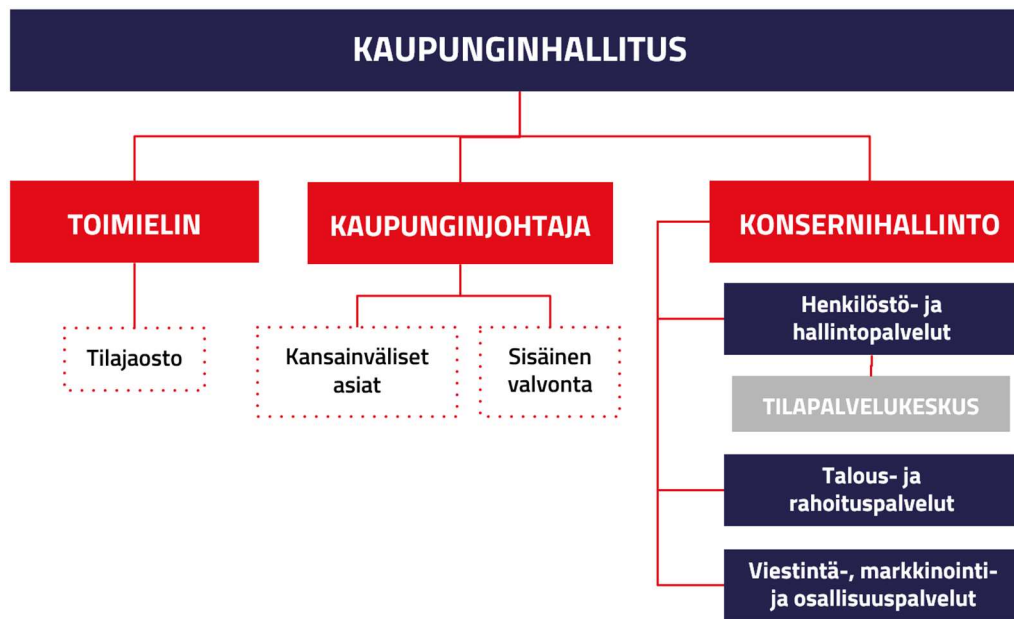 KAUPUNGINHALLITUS
TOIMIELIN
KAUPUNGINJOHTAJA
KONSERNIHALLINTO
Tilajaosto
Kansainväliset
asiat
Sisäinen
valvonta
Henkilöstö- ja
hallintopalvelut
TILAPALVELUKESKUS
Talous- ja
rahoituspalvelut
Viestintä-, markkinointi-
ja osallisuuspalvelut